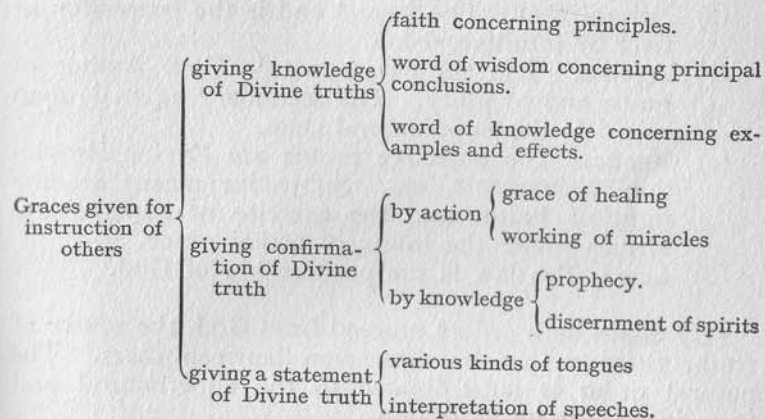 Graces given for
instruction of
others
giving knowledge
of Divine truths
faith concerning principles.
word of wisdom concerning principal
conclusions.
word of knowledge concerning ex-
amples and effects.
giving confirma-
tion of Divine
truth
by action
grace of healing
working of miracles
by knowledge
prophecy.
discernment of spirits
giving a statement
of Divine truth
various kinds of tongues
interpretation of speeches.